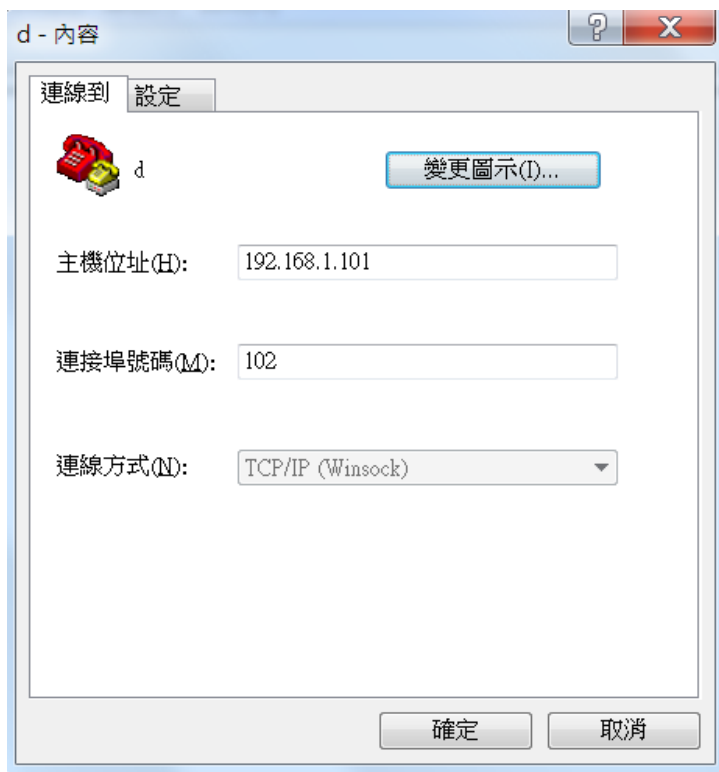 d - 內容
連線到 設定
d 變更圖示(I)...
主機位址(H): 192.168.1.101
連接埠號碼(M): 102
連線方式(N): TCP/IP (Winsock)
確定 取消